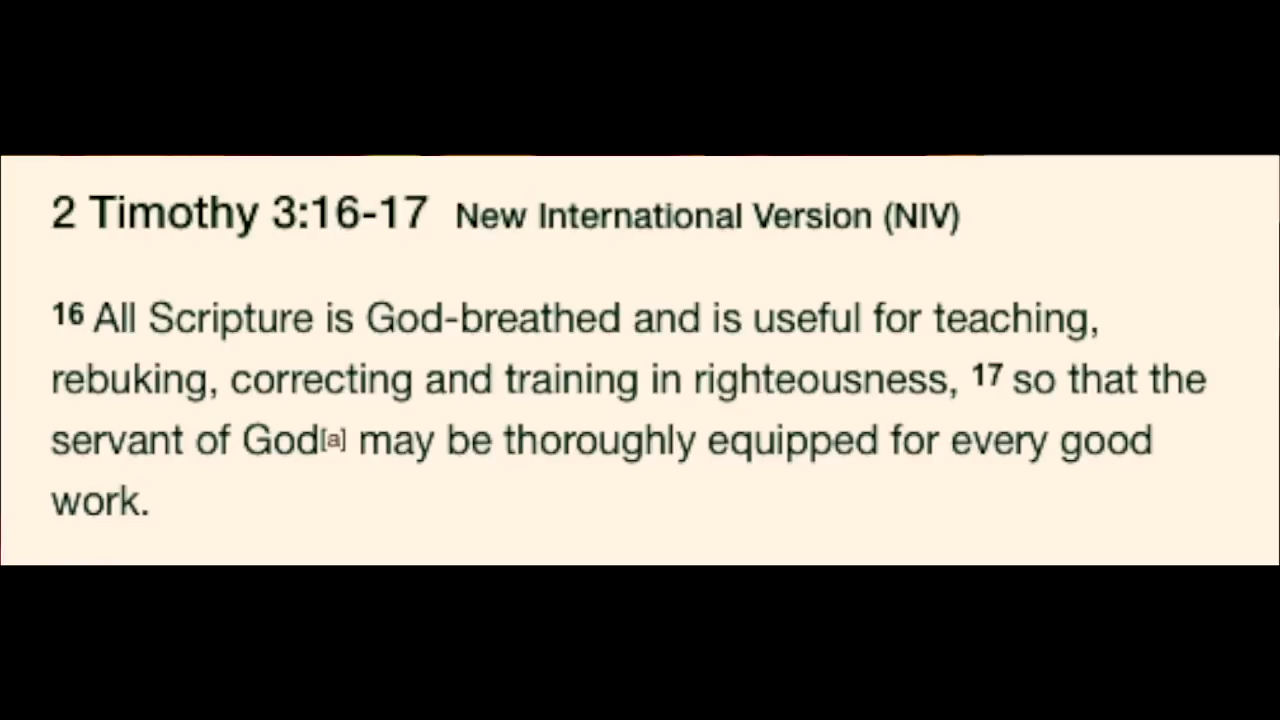 2 Timothy 3:16-17 New International Version (NIV)
16 All Scripture is God-breathed and is useful for teaching,
rebuking, correcting and training in righteousness, 17 so that the
servant of God[a] may be thoroughly equipped for every good
work.